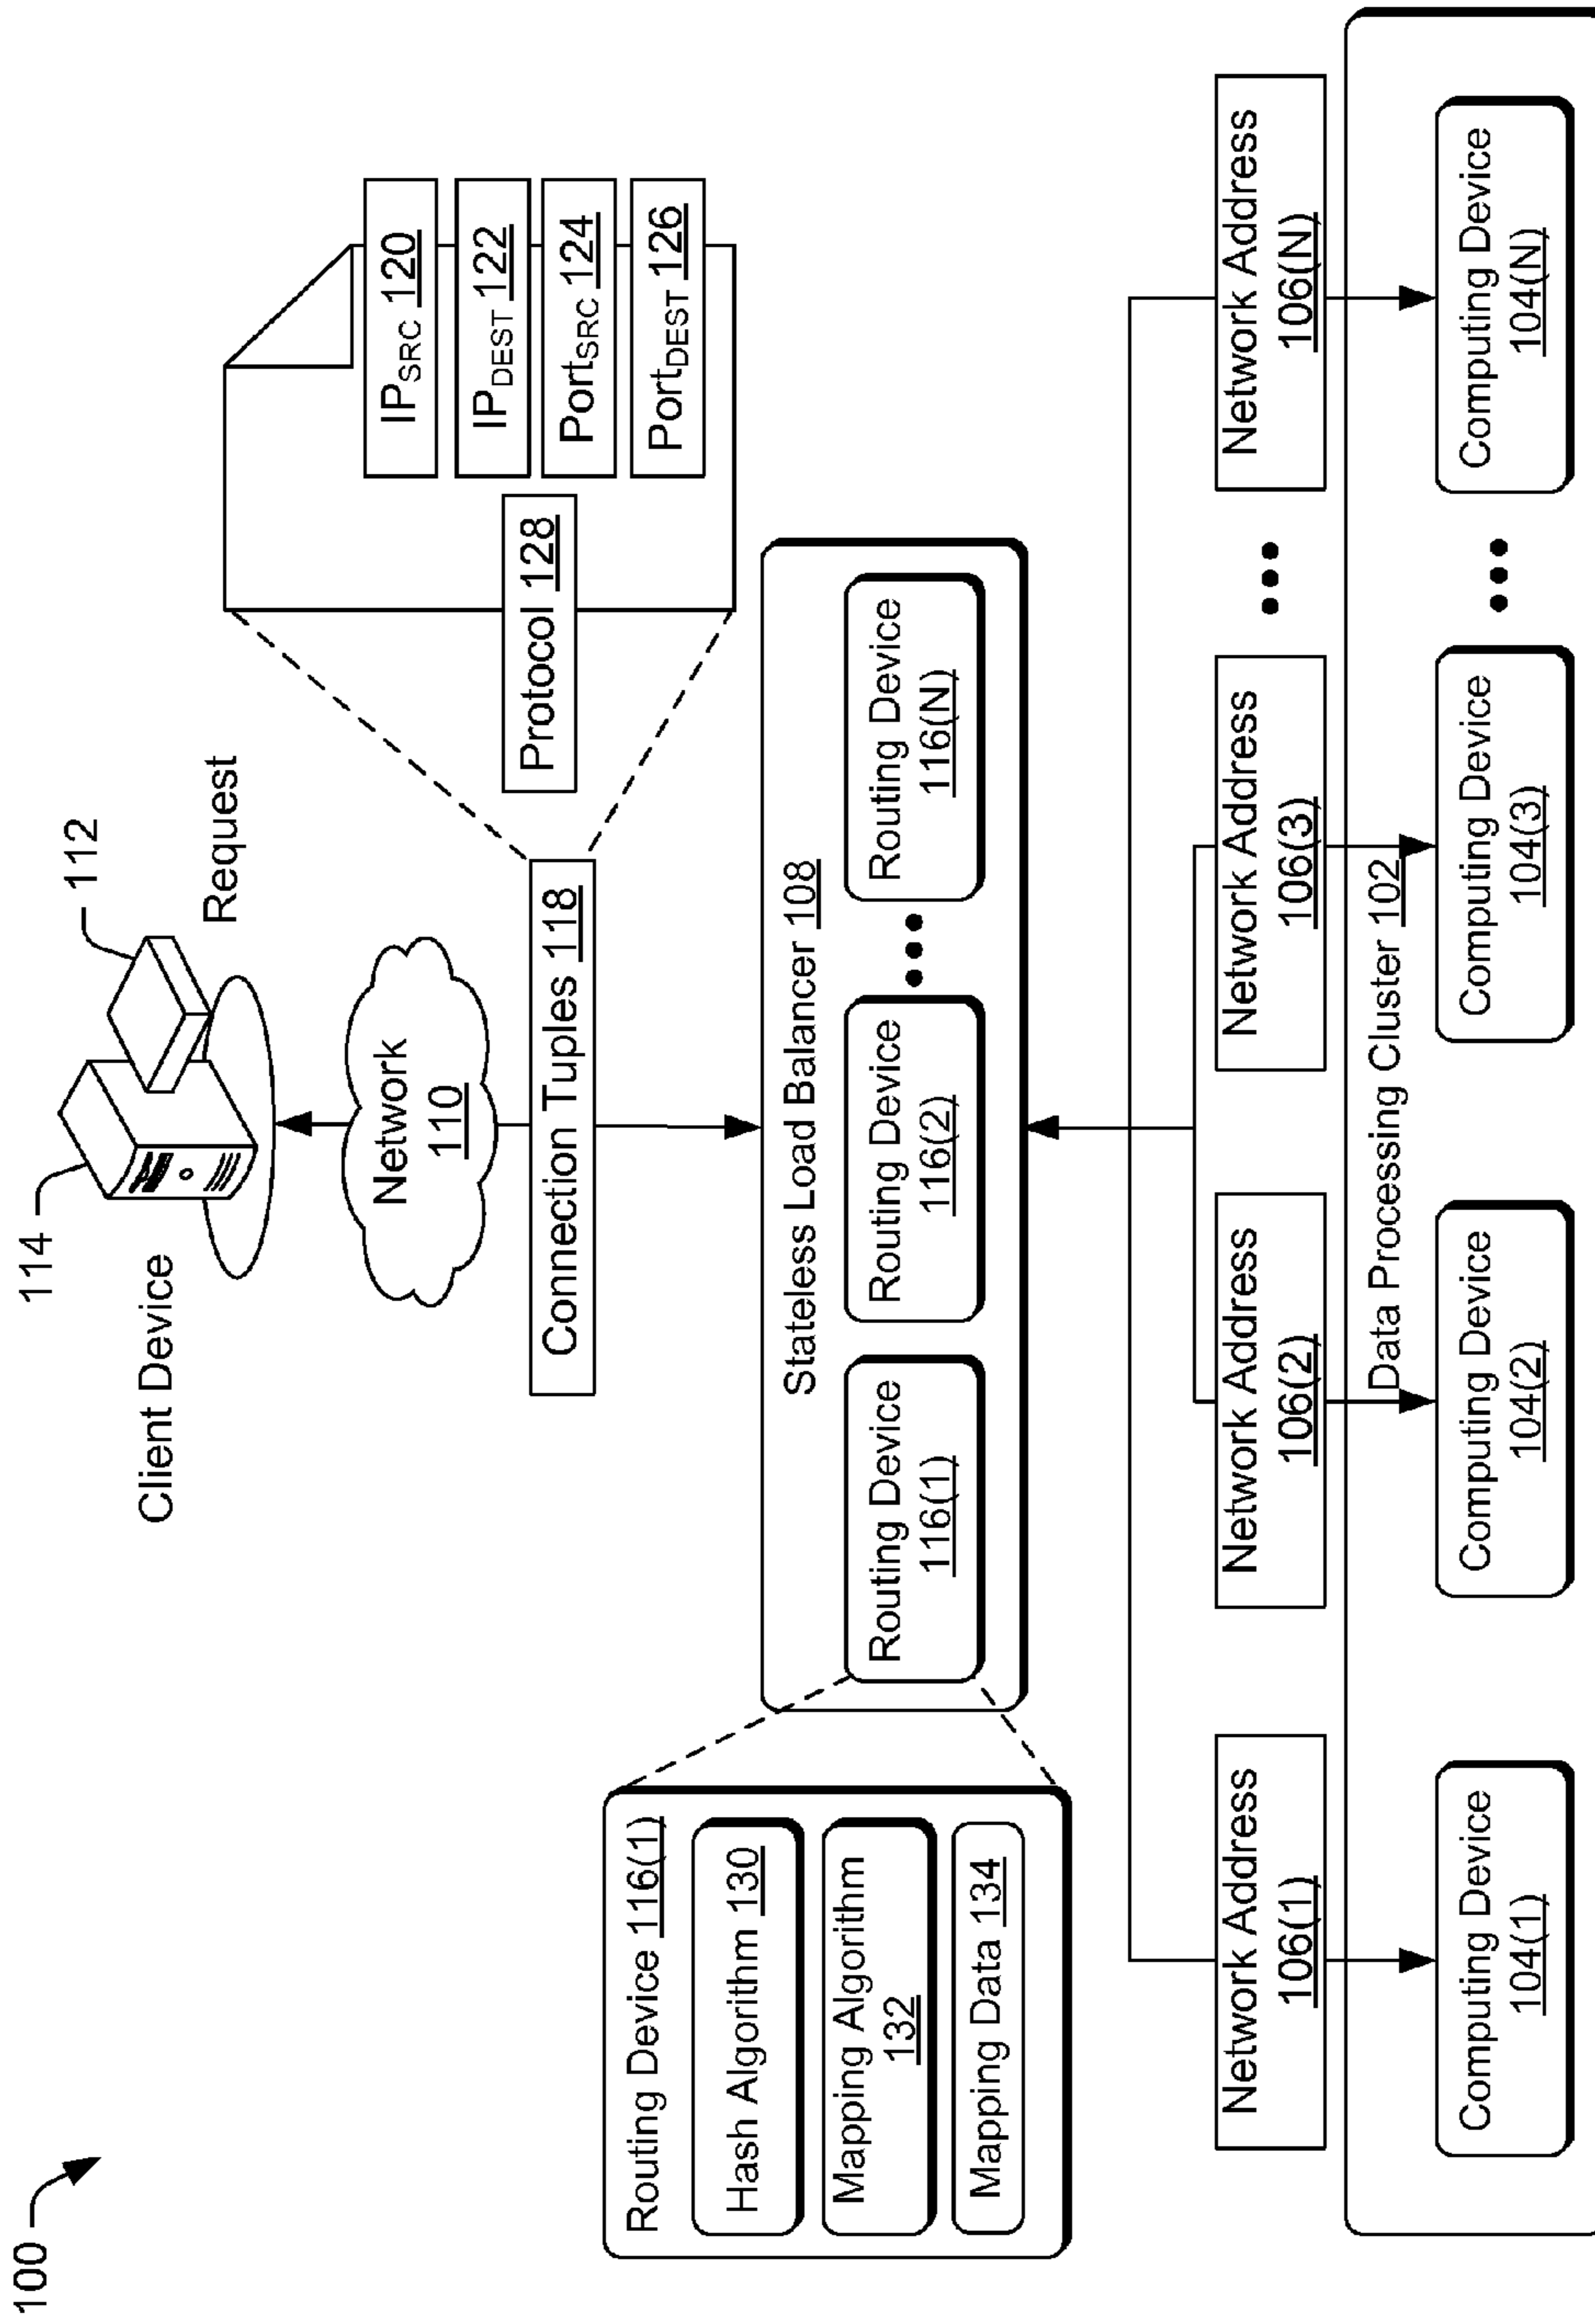 100
114
112
Client Device
Request
Network
110
Connection Tuples 118
Protocol 128
IPSRC 120
IPDEST 122
PortSRC 124
PortDEST 126
Stateless Load Balancer 108
Routing Device
116(1)
Routing Device
116(2)
•••
Routing Device
116(N)
Routing Device 116(1)
Hash Algorithm 130
Mapping Algorithm
132
Mapping Data 134
Network Address
106(1)
Network Address
106(2)
Network Address
106(3)
•••
Network Address
106(N)
Data Processing Cluster 102
Computing Device
104(1)
Computing Device
104(2)
Computing Device
104(3)
•••
Computing Device
104(N)